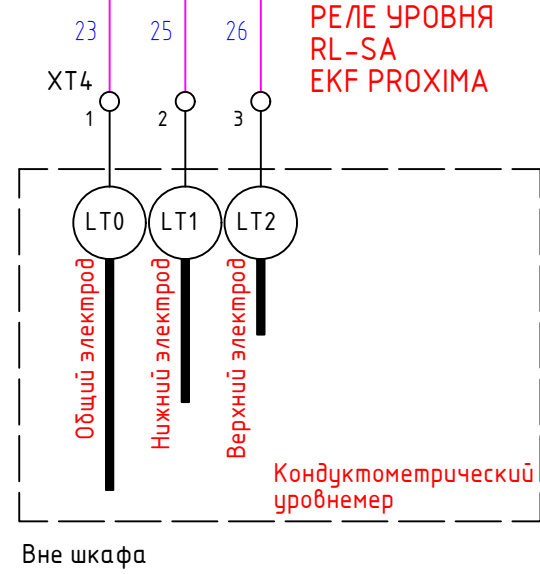 РЕЛЕ УРОВНЯ
RL-SA
EKF PROXIMA
23 25 26
XT4
1 2 3
LT0 LT1 LT2
Общий электрод
Нижний электрод
Верхний электрод
Кондуктометрический
уровнемер
Вне шкафа